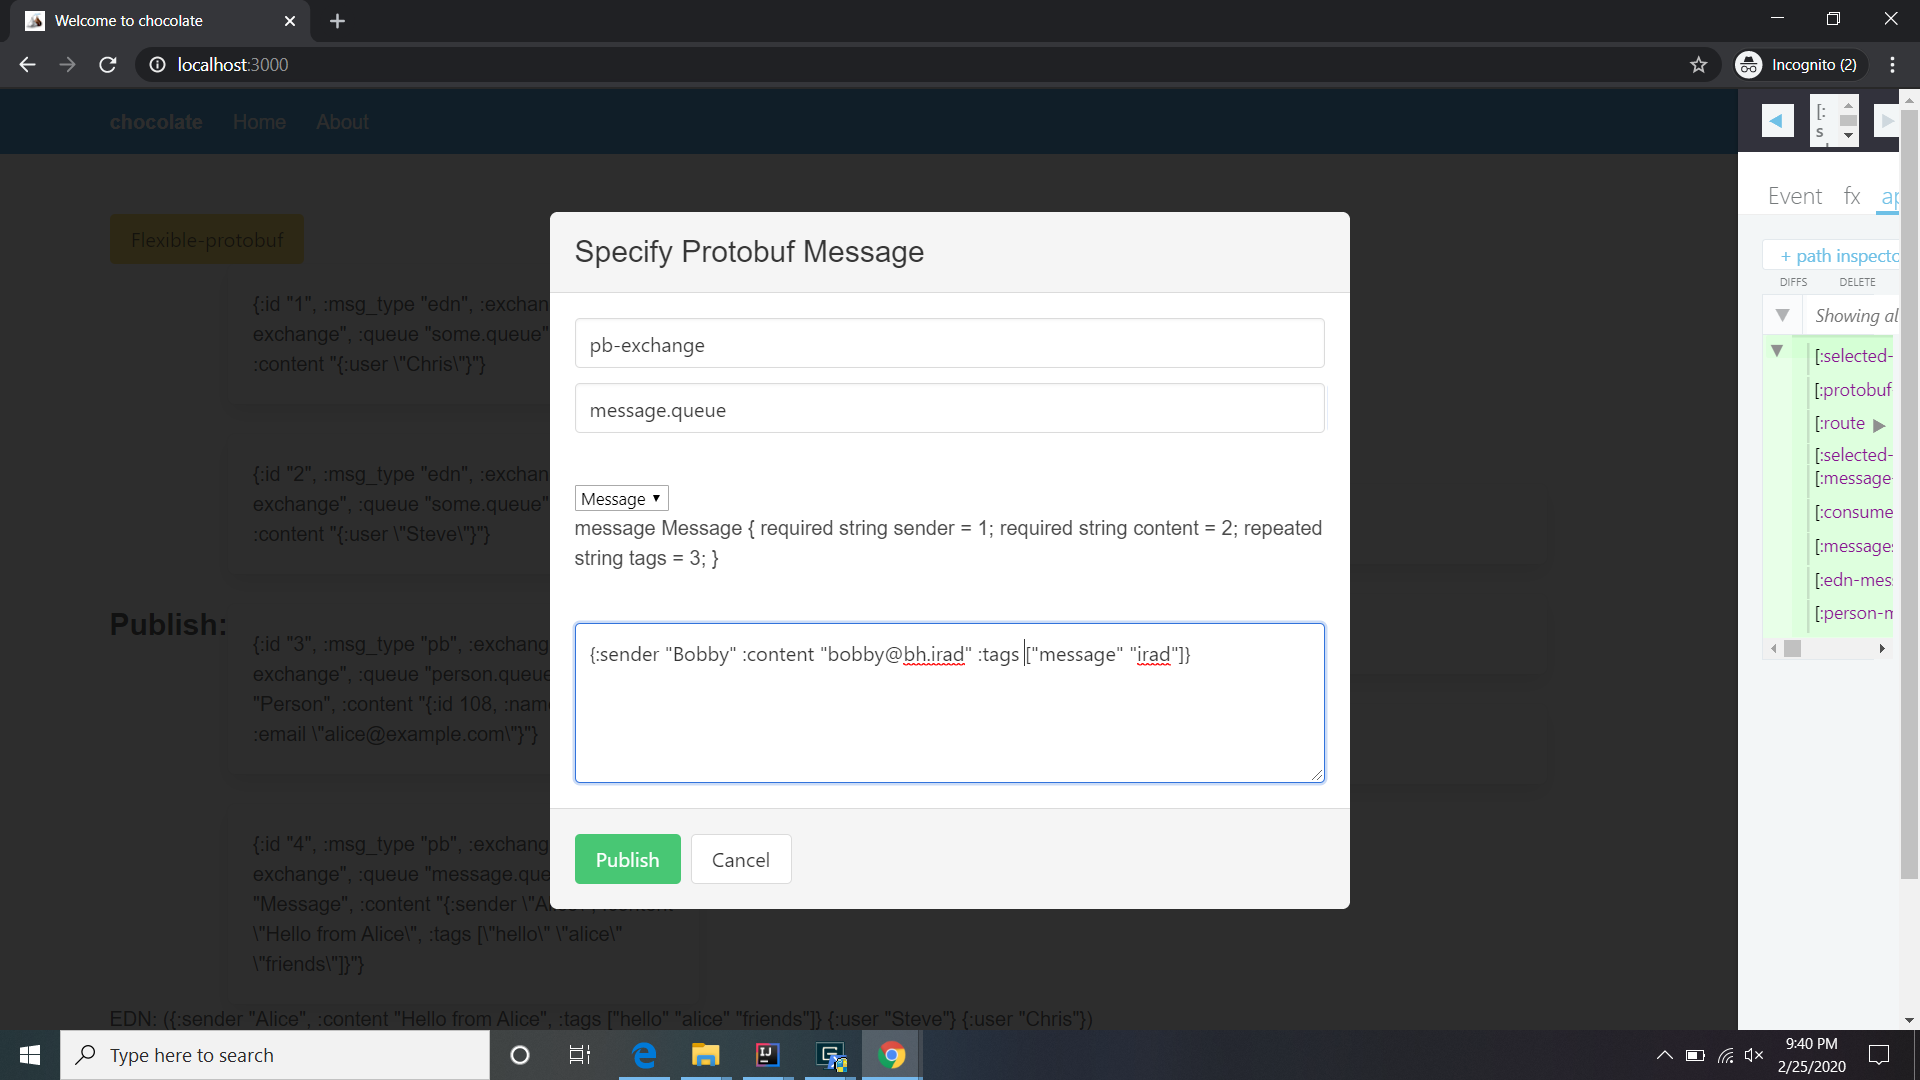 Welcome to chocolate
localhost:3000
Incognito (2)
chocolate Home About
Flexible-protobuf
{:id "1", :msg_type "edn", :exchan
exchange", :queue "some.queue"
:content "{:user \"Chris\"}"}
{:id "2", :msg_type "edn", :exchan
exchange", :queue "some.queue"
:content "{:user \"Steve\"}"}
Publish:
{:id "3", :msg_type "pb", :exchang
exchange", :queue "person.queue
"Person", :content "{:id 108, :nam
:email \"alice@example.com\"}"}
{:id "4", :msg_type "pb", :exchang
exchange", :queue "message.que
"Message", :content "{:sender \"A
\"Hello from Alice\", :tags [\"hello\" \"alice\"
\"friends\"]}"}
EDN: ({:sender "Alice", :content "Hello from Alice", :tags ["hello" "alice" "friends"]} {:user "Steve"} {:user "Chris"})
Specify Protobuf Message
pb-exchange
message.queue
Message
message Message { required string sender = 1; required string content = 2; repeated
string tags = 3; }
{:sender "Bobby" :content "bobby@bh.irad" :tags ["message" "irad"]}
Publish Cancel
[:
s
Event fx ap
+ path inspecto
DIFFS DELETE
Showing al
[:selected-
[:protobuf
[:route
[:selected-
[:message-
[:consume
[:messages
[:edn-mess
[:person-m
Type here to search
9:40 PM
2/25/2020